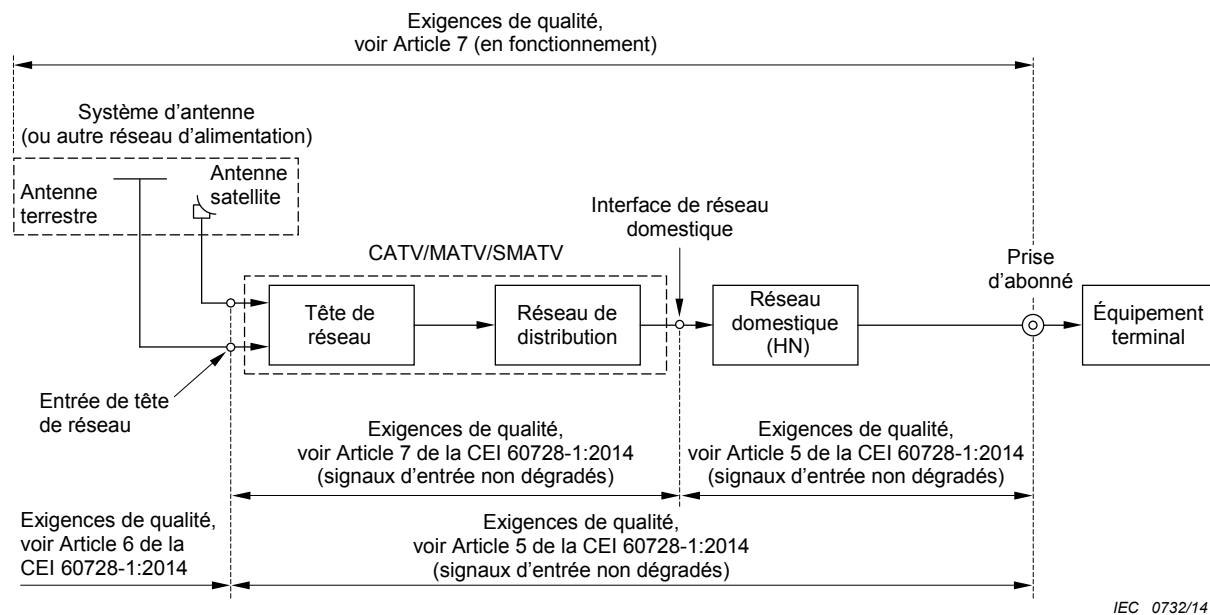 Exigences de qualité,
voir Article 7 (en fonctionnement)
Système d'antenne
(ou autre réseau d'alimentation)
Antenne
terrestre
Antenne
satellite
Interface de réseau
domestique
CATV/MATV/SMATV
Prise
d'abonné
Tête de
réseau
Réseau de
distribution
Réseau
domestique
(HN)
Équipement
terminal
Entrée de tête
de réseau
Exigences de qualité,
voir Article 7 de la CEI 60728-1:2014
(signaux d'entrée non dégradés)
Exigences de qualité,
voir Article 5 de la CEI 60728-1:2014
(signaux d'entrée non dégradés)
Exigences de qualité,
voir Article 6 de la
CEI 60728-1:2014
Exigences de qualité,
voir Article 5 de la CEI 60728-1:2014
(signaux d'entrée non dégradés)
IEC 0732/14